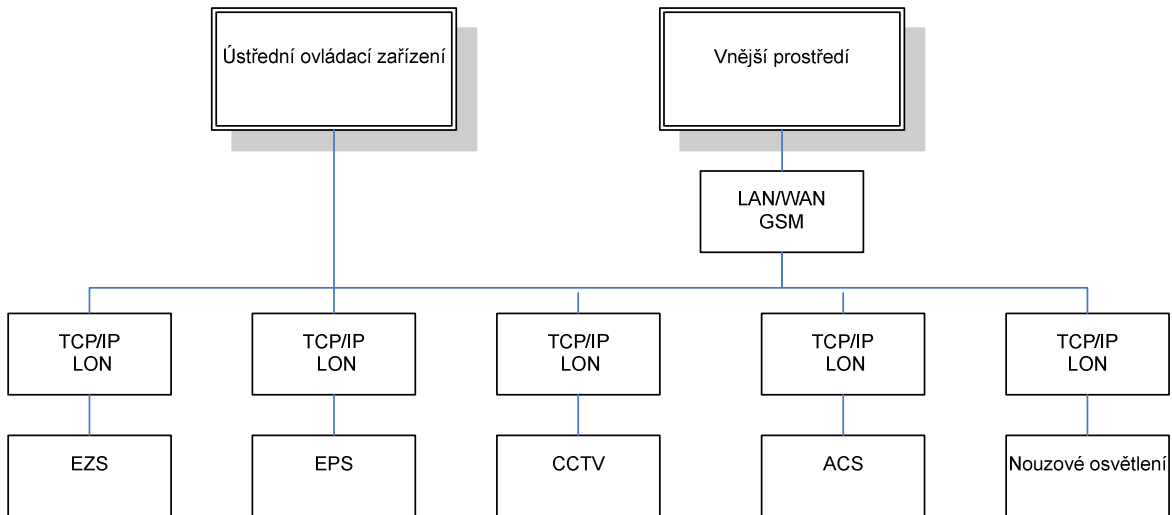 Ústřední ovládací zařízení
Vnější prostředí
LAN/WAN
GSM
TCP/IP
LON
TCP/IP
LON
TCP/IP
LON
TCP/IP
LON
TCP/IP
LON
EZS
EPS
CCTV
ACS
Nouzové osvětlení